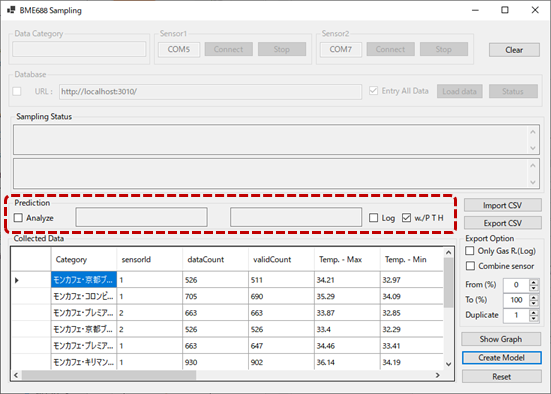 BME688 Sampling
Data Category
Sensor1
COM5 Connect Stop
Sensor2
COM7 Connect Stop
Clear
Database
URL : http://localhost:3010/
Entry All Data Load data Status
Sampling Status
Prediction
Analyze Log w./P T H
Import CSV
Export CSV
Export Option
Only Gas R.(Log)
Combine sensor
From (%) 0
To (%) 100
Duplicate 1
Show Graph
Create Model
Reset
Collected Data
Category sensorId dataCount validCount Temp. - Max Temp. - Min
モンカフェ・京都ブ... 1 526 511 34.21 32.97
モンカフェ・コロンビ... 1 705 690 35.29 34.09
モンカフェ・プレミア... 2 663 663 33.87 32.85
モンカフェ・京都ブ... 2 526 526 33.4 32.29
モンカフェ・プレミア... 1 663 647 34.46 33.41
モンカフェ・キリマン... 1 930 902 36.14 34.19